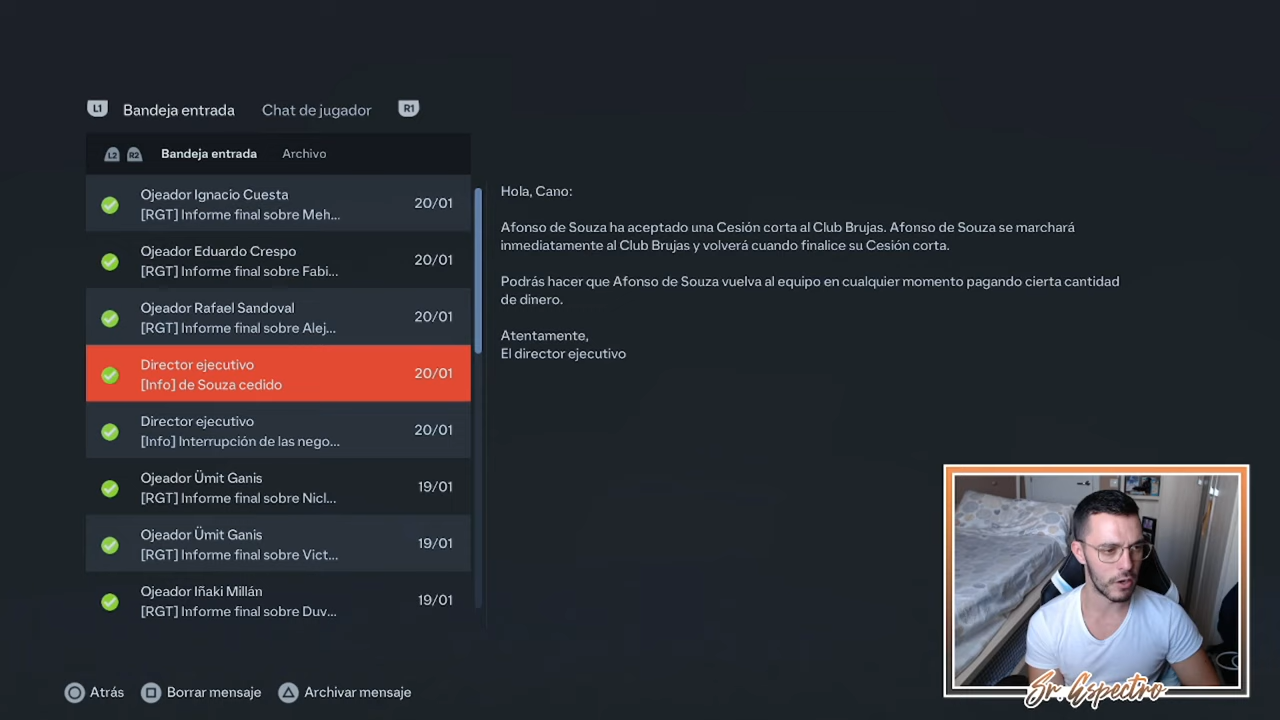 L1 Bandeja entrada Chat de jugador R1
L2 R2 Bandeja entrada Archivo
Ojeador Ignacio Cuesta
[RGT] Informe final sobre Meh...
20/01
Ojeador Eduardo Crespo
[RGT] Informe final sobre Fabi...
20/01
Ojeador Rafael Sandoval
[RGT] Informe final sobre Alej...
20/01
Director ejecutivo
[Info] de Souza cedido
20/01
Director ejecutivo
[Info] Interrupción de las nego...
20/01
Ojeador Ümit Ganis
[RGT] Informe final sobre Nicl...
19/01
Ojeador Ümit Ganis
[RGT] Informe final sobre Vict...
19/01
Ojeador Iñaki Millán
[RGT] Informe final sobre Duv...
19/01
Hola, Cano:
Afonso de Souza ha aceptado una Cesión corta al Club Brujas. Afonso de Souza se marchará
inmediatamente al Club Brujas y volverá cuando finalice su Cesión corta.
Podrás hacer que Afonso de Souza vuelva al equipo en cualquier momento pagando cierta cantidad
de dinero.
Atentamente,
El director ejecutivo
Atrás Borrar mensaje Archivar mensaje
Sr. Espectro